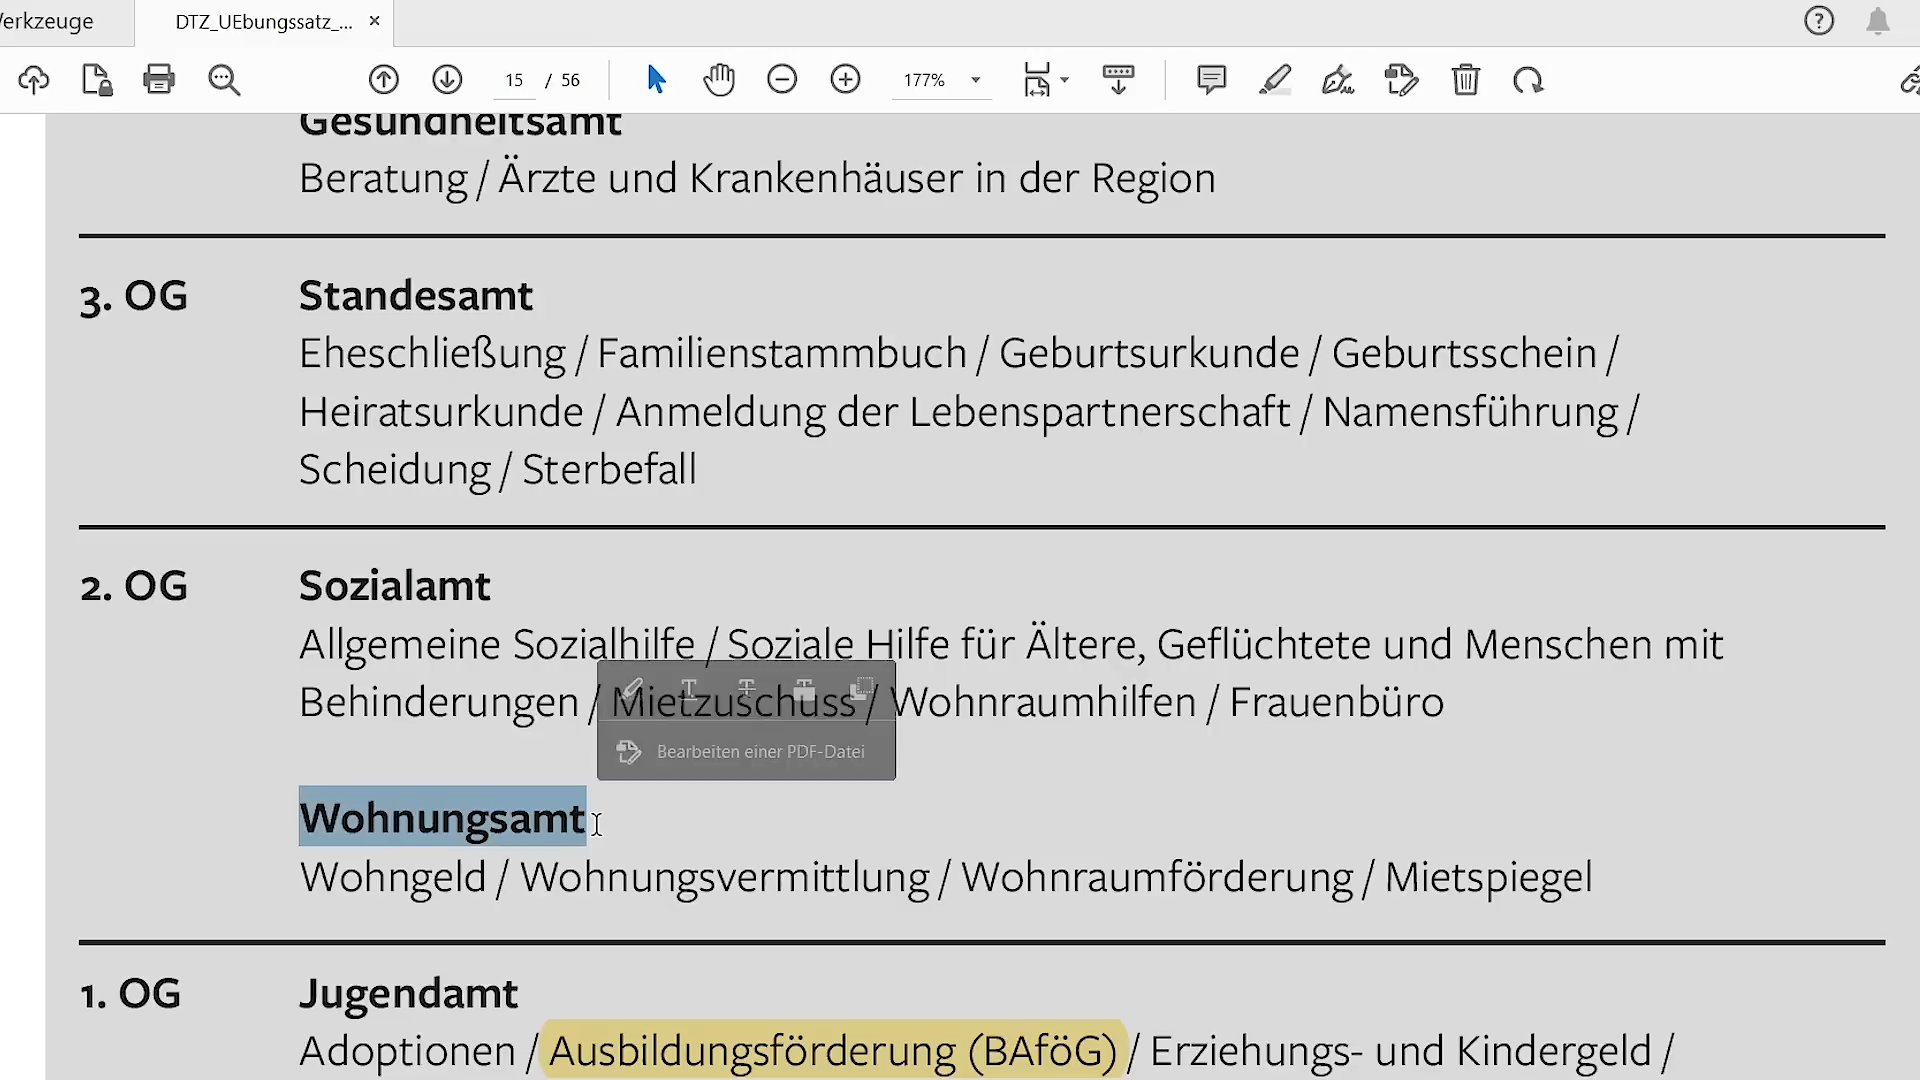 Werkzeuge
DTZ_UEbungssatz_...
15 / 56
177%
Gesundheitsamt
Beratung / Ärzte und Krankenhäuser in der Region
3. OG
Standesamt
Eheschließung / Familienstammbuch / Geburtsurkunde / Geburtsschein /
Heiratsurkunde / Anmeldung der Lebenspartnerschaft / Namensführung /
Scheidung / Sterbefall
2. OG
Sozialamt
Allgemeine Sozialhilfe / Soziale Hilfe für Ältere, Geflüchtete und Menschen mit
Behinderungen / Mietzuschuss / Wohnraumhilfen / Frauenbüro
Bearbeiten einer PDF-Datei
Wohnungsamt
Wohngeld / Wohnungsvermittlung / Wohnraumförderung / Mietspiegel
1. OG
Jugendamt
Adoptionen / Ausbildungsförderung (BAföG) / Erziehungs- und Kindergeld /